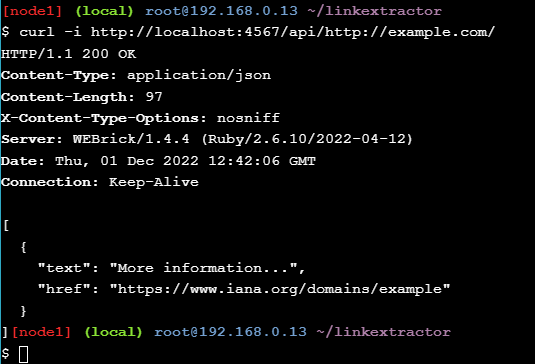 [node1] (local) root@192.168.0.13 ~/linkextractor
$ curl -i http://localhost:4567/api/http://example.com/
HTTP/1.1 200 OK
Content-Type: application/json
Content-Length: 97
X-Content-Type-Options: nosniff
Server: WEBrick/1.4.4 (Ruby/2.6.10/2022-04-12)
Date: Thu, 01 Dec 2022 12:42:06 GMT
Connection: Keep-Alive

[
  {
    "text": "More information...",
    "href": "https://www.iana.org/domains/example"
  }
][node1] (local) root@192.168.0.13 ~/linkextractor
$